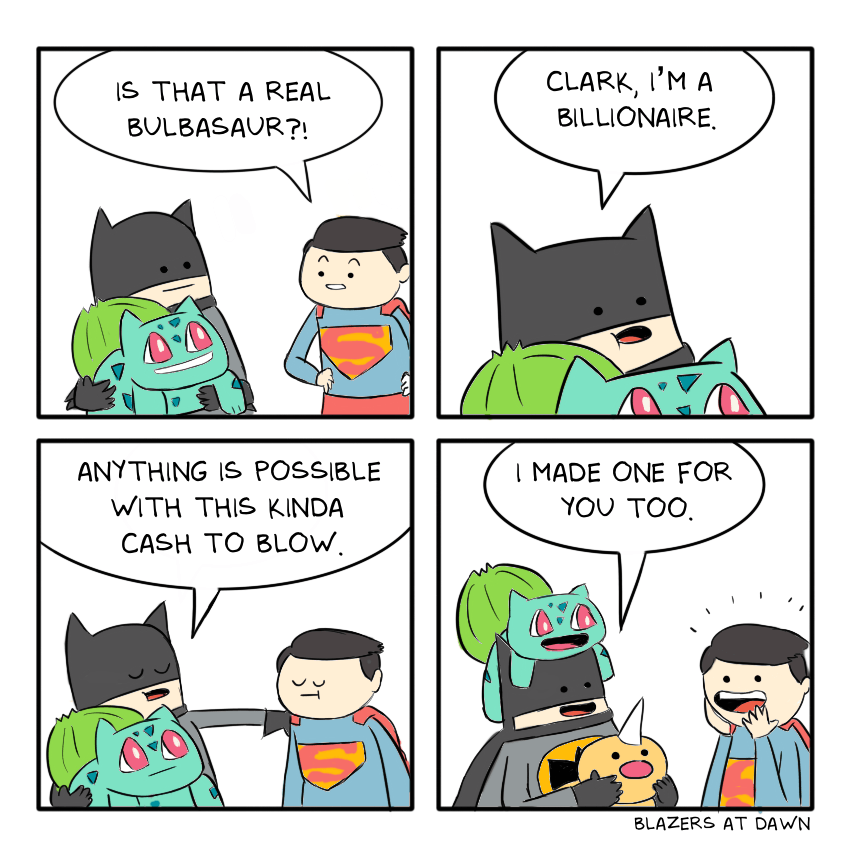 IS THAT A REAL
BULBASAUR?!
CLARK, I'M A
BILLIONAIRE.
ANYTHING IS POSSIBLE
WITH THIS KINDA
CASH TO BLOW.
I MADE ONE FOR
YOU TOO.
BLAZERS AT DAWN